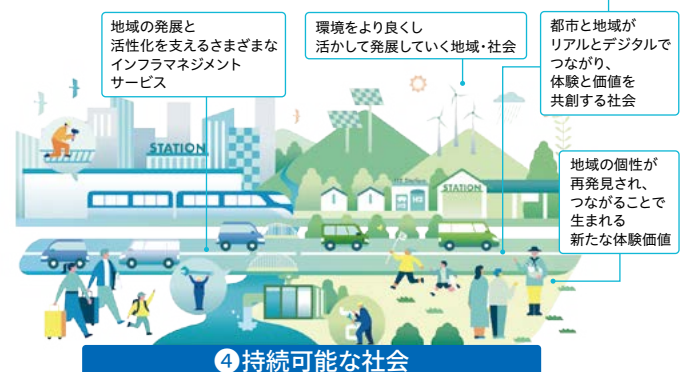 地域の発展と
活性化を支えるさまざまな
インフラマネジメント
サービス
環境をより良くし
活かして発展していく地域・社会
都市と地域が
リアルとデジタルで
つながり、
体験と価値を
共創する社会
地域の個性が
再発見され、
つながることで
生まれる
新たな体験価値
STATION
H2 Station
H2
STATION
❹持続可能な社会